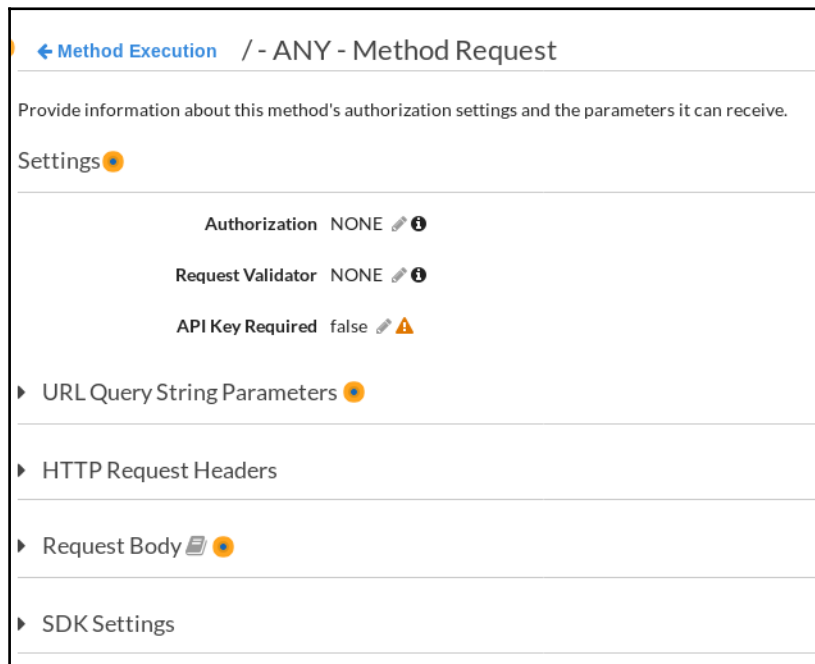 Method Execution / - ANY - Method Request
Provide information about this method's authorization settings and the parameters it can receive.
Settings
Authorization NONE
Request Validator NONE
API Key Required false
URL Query String Parameters
HTTP Request Headers
Request Body
SDK Settings